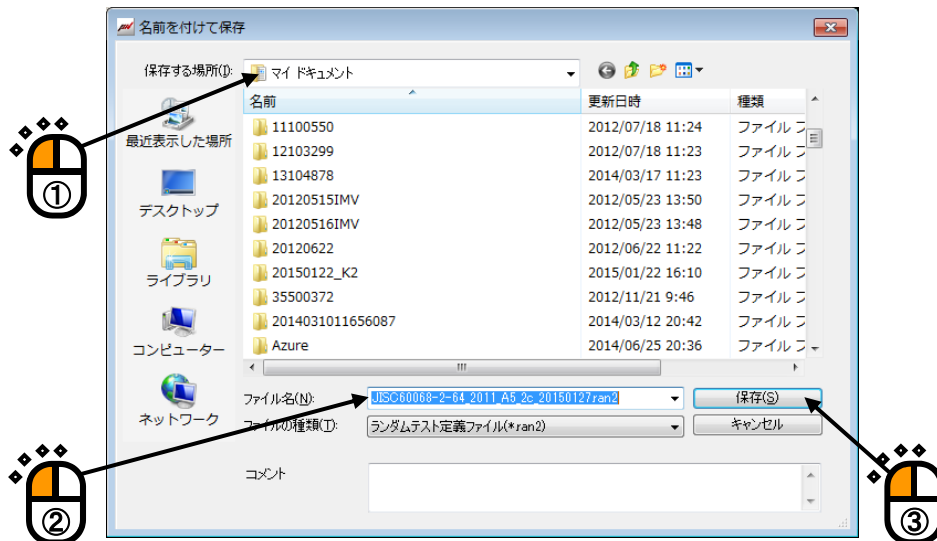 名前を付けて保存
保存する場所(I): マイ ドキュメント
名前 更新日時 種類
11100550 2012/07/18 11:24 ファイル フ
12103299 2012/07/18 11:23 ファイル フ
13104878 2014/03/17 11:23 ファイル フ
20120515IMV 2012/05/23 13:50 ファイル フ
20120516IMV 2012/05/23 13:48 ファイル フ
20120622 2012/06/22 11:22 ファイル フ
20150122_K2 2015/01/22 16:10 ファイル フ
35500372 2012/11/21 9:46 ファイル フ
2014031011656087 2014/03/12 20:42 ファイル フ
Azure 2014/06/25 20:36 ファイル フ
最近表示した場所
デスクトップ
ライブラリ
コンピューター
ネットワーク
ファイル名(N): JISC60068-2-64_2011_A5_2c_20150127.ran2 保存(S)
ファイルの種類(T): ランダムテスト定義ファイル(*.ran2) キャンセル
コメント
①
②
③